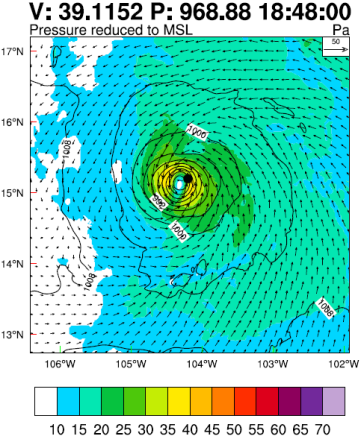 V: 39.1152 P: 968.88 18:48:00
Pressure reduced to MSL Pa
50
17°N
16°N
15°N
14°N
13°N
1008
1000
992
1000
1008
1008
106°W 105°W 104°W 103°W 102°W
10 15 20 25 30 35 40 45 50 55 60 65 70